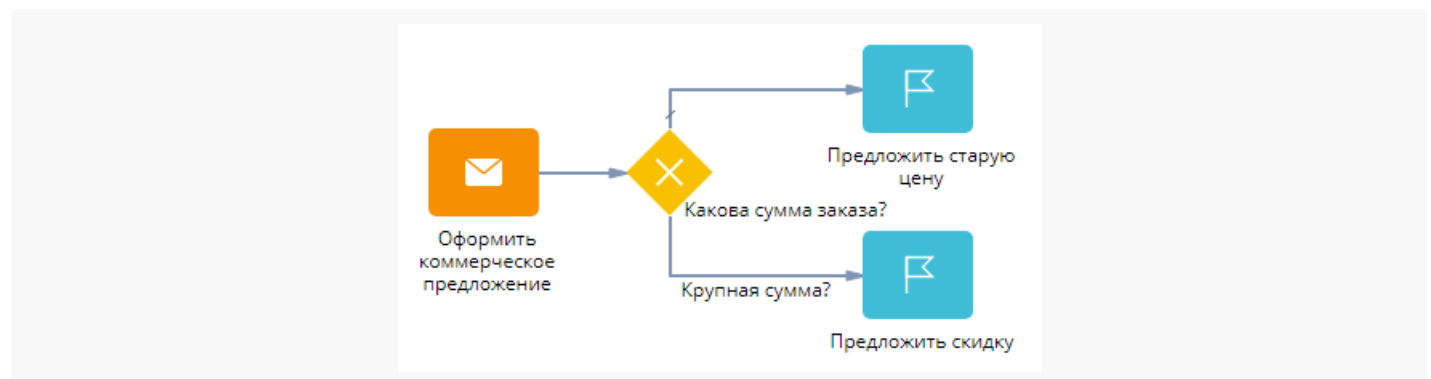 Предложить старую
цену
Какова сумма заказа?
Оформить
коммерческое
предложение
Крупная сумма?
Предложить скидку